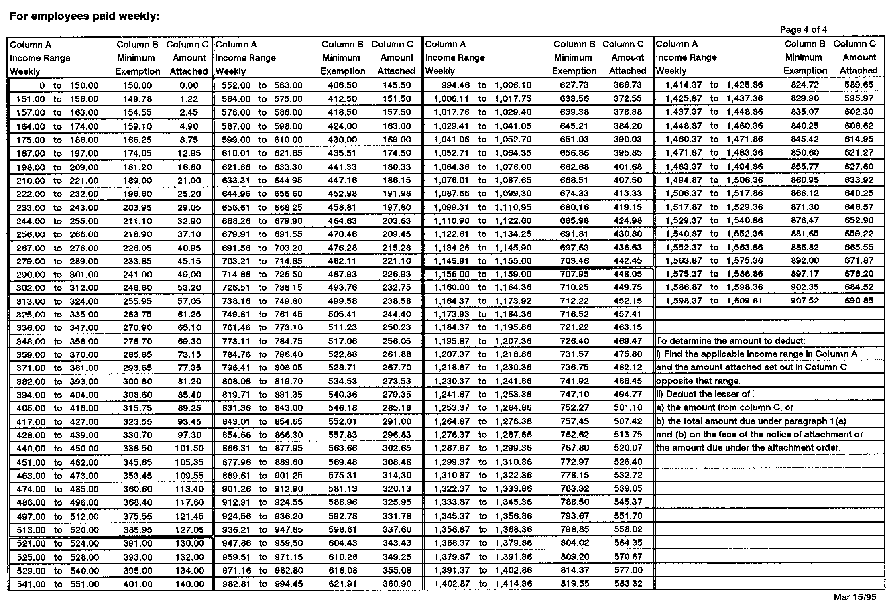 For employees paid weekly:
Page 4 of 4
Column A Column B Column C Column A Column B Column C Column A Column B Column C Column A Column B Column C
Income Range Minimum Amount Income Range Minimum Amount Income Range Minimum Amount Income Range Minimum Amount
Weekly Exemption Attached Weekly Exemption Attached Weekly Exemption Attached Weekly Exemption Attached
0 to 150.00 150.00 0.00 552.00 to 563.00 406.50 145.50 994.46 to 1,006.10 627.73 366.73 1,414.37 to 1,425.86 824.72 589.65
151.00 to 156.00 149.78 1.22 564.00 to 575.00 412.50 151.50 1,006.11 to 1,017.75 633.56 372.55 1,425.87 to 1,437.36 829.90 595.97
157.00 to 163.00 154.55 2.45 576.00 to 586.00 418.50 157.50 1,017.76 to 1,029.40 639.38 378.38 1,437.37 to 1,448.86 835.07 602.30
164.00 to 174.00 159.10 4.90 587.00 to 598.00 424.00 163.00 1,029.41 to 1,041.05 645.21 384.20 1,448.87 to 1,460.36 840.25 608.62
175.00 to 186.00 166.25 8.75 599.00 to 610.00 430.00 169.00 1,041.06 to 1,052.70 651.03 390.03 1,460.37 to 1,471.86 845.42 614.95
187.00 to 197.00 174.05 12.95 610.01 to 621.65 435.51 174.50 1,052.71 to 1,064.35 656.86 395.85 1,471.87 to 1,483.36 850.60 621.27
198.00 to 209.00 181.20 16.80 621.66 to 633.30 441.33 180.33 1,064.36 to 1,076.00 662.68 401.68 1,483.37 to 1,494.86 855.77 627.60
210.00 to 221.00 189.00 21.00 633.31 to 644.95 447.16 186.15 1,076.01 to 1,087.65 668.51 407.50 1,494.87 to 1,506.36 860.95 633.92
222.00 to 232.00 196.80 25.20 644.96 to 656.60 452.98 191.98 1,087.66 to 1,099.30 674.33 413.33 1,506.37 to 1,517.86 866.12 640.25
233.00 to 243.00 203.95 29.05 656.61 to 668.25 458.81 197.80 1,099.31 to 1,110.95 680.16 419.15 1,517.87 to 1,529.36 871.30 646.57
244.00 to 255.00 211.10 32.90 668.26 to 679.90 464.63 203.63 1,110.96 to 1,122.60 685.98 424.98 1,529.37 to 1,540.86 876.47 652.90
256.00 to 266.00 218.90 37.10 679.91 to 691.55 470.46 209.45 1,122.61 to 1,134.25 691.81 430.80 1,540.87 to 1,552.36 881.65 659.22
267.00 to 278.00 226.05 40.95 691.56 to 703.20 476.28 215.28 1,134.26 to 1,145.90 697.63 436.63 1,552.37 to 1,563.86 886.82 665.55
279.00 to 289.00 233.85 45.15 703.21 to 714.85 482.11 221.10 1,145.91 to 1,155.00 703.46 442.45 1,563.87 to 1,575.36 892.00 671.87
290.00 to 301.00 241.00 49.00 714.86 to 726.50 487.93 226.93 1,156.00 to 1,159.00 707.95 448.05 1,575.37 to 1,586.86 897.17 678.20
302.00 to 312.00 248.80 53.20 726.51 to 738.15 493.76 232.75 1,160.00 to 1,164.36 710.25 449.75 1,586.87 to 1,598.36 902.35 684.52
313.00 to 324.00 255.95 57.05 738.16 to 749.80 499.58 238.58 1,164.37 to 1,173.92 712.22 452.15 1,598.37 to 1,609.61 907.52 690.85
325.00 to 335.00 263.75 61.25 749.81 to 761.45 505.41 244.40 1,173.93 to 1,184.36 716.52 457.41
336.00 to 347.00 270.90 65.10 761.46 to 773.10 511.23 250.23 1,184.37 to 1,195.86 721.22 463.15
348.00 to 358.00 278.70 69.30 773.11 to 784.75 517.06 256.05 1,195.87 to 1,207.36 726.40 469.47 To determine the amount to deduct:
359.00 to 370.00 285.85 73.15 784.76 to 796.40 522.88 261.88 1,207.37 to 1,218.86 731.57 475.80 i) Find the applicable income range in Column A
371.00 to 381.00 293.65 77.35 796.41 to 808.05 528.71 267.70 1,218.87 to 1,230.36 736.75 482.12 and the amount attached set out in Column C
382.00 to 393.00 300.80 81.20 808.06 to 819.70 534.53 273.53 1,230.37 to 1,241.86 741.92 488.45 opposite that range.
394.00 to 404.00 308.60 85.40 819.71 to 831.35 540.36 279.35 1,241.87 to 1,253.36 747.10 494.77 ii) Deduct the lesser of :
405.00 to 416.00 315.75 89.25 831.36 to 843.00 546.18 285.18 1,253.37 to 1,264.86 752.27 501.10 a) the amount from column C, or
417.00 to 427.00 323.55 93.45 843.01 to 854.65 552.01 291.00 1,264.87 to 1,276.36 757.45 507.42 b) the total amount due under paragraph 1(a)
428.00 to 439.00 330.70 97.30 854.66 to 866.30 557.83 296.83 1,276.37 to 1,287.86 762.62 513.75 and (b) on the face of the notice of attachment or
440.00 to 450.00 338.50 101.50 866.31 to 877.95 563.66 302.65 1,287.87 to 1,299.36 767.80 520.07 the amount due under the attachment order.
451.00 to 462.00 345.65 105.35 877.96 to 889.60 569.48 308.48 1,299.37 to 1,310.86 772.97 526.40
463.00 to 473.00 353.45 109.55 889.61 to 901.25 575.31 314.30 1,310.87 to 1,322.36 778.15 532.72
474.00 to 485.00 360.60 113.40 901.26 to 912.90 581.13 320.13 1,322.37 to 1,333.86 783.32 539.05
486.00 to 496.00 368.40 117.60 912.91 to 924.55 586.96 325.95 1,333.87 to 1,345.36 788.50 545.37
497.00 to 512.00 375.55 121.45 924.56 to 936.20 592.78 331.78 1,345.37 to 1,356.86 793.67 551.70
513.00 to 520.00 385.95 127.05 936.21 to 947.85 598.61 337.60 1,356.87 to 1,368.36 798.85 558.02
521.00 to 524.00 391.00 130.00 947.86 to 959.50 604.43 343.43 1,368.37 to 1,379.86 804.02 564.35
525.00 to 528.00 393.00 132.00 959.51 to 971.15 610.26 349.25 1,379.87 to 1,391.36 809.20 570.67
529.00 to 540.00 395.00 134.00 971.16 to 982.80 616.08 355.08 1,391.37 to 1,402.86 814.37 577.00
541.00 to 551.00 401.00 140.00 982.81 to 994.45 621.91 360.90 1,402.87 to 1,414.36 819.55 583.32
Mar 15/95